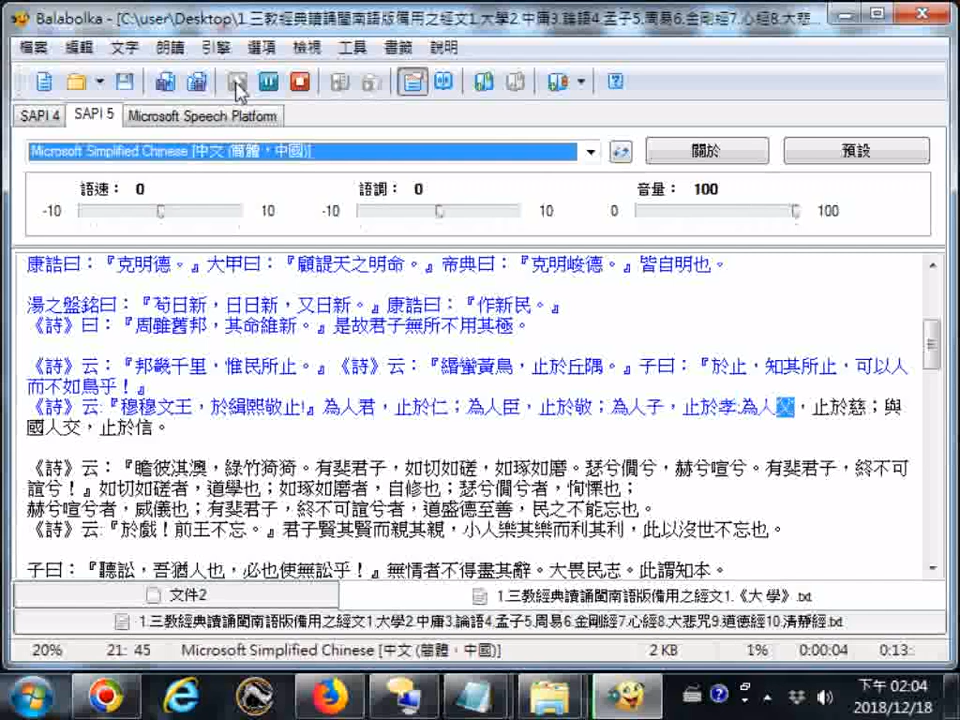 Balabolka - [C:\user\Desktop\1.三教經典讀誦閩南語版備用之經文1.大學2.中庸3.論語4.孟子5.周易6.金剛經7.心經8.大悲...
檔案 編輯 文字 朗讀 引擎 選項 檢視 工具 書籤 說明
SAPI 4 SAPI 5 Microsoft Speech Platform
Microsoft Simplified Chinese [中文 (簡體，中國)] 關於 預設
語速： 0 語調： 0 音量： 100
-10 10 -10 10 0 100
康誥曰：『克明德。』大甲曰：『顧諟天之明命。』帝典曰：『克明峻德。』皆自明也。
湯之盤銘曰：『苟日新，日日新，又日新。』康誥曰：『作新民。』
《詩》曰：『周雖舊邦，其命維新。』是故君子無所不用其極。
《詩》云：『邦畿千里，惟民所止。』《詩》云：『緡蠻黃鳥，止於丘隅。』子曰：『於止，知其所止，可以人
而不如鳥乎！』
《詩》云:『穆穆文王，於緝熙敬止!』為人君，止於仁；為人臣，止於敬；為人子，止於孝;為人父，止於慈；與
國人交，止於信。
《詩》云：『瞻彼淇澳，綠竹猗猗。有斐君子，如切如磋，如琢如磨。瑟兮僩兮，赫兮喧兮。有斐君子，終不可
諠兮！』如切如磋者，道學也；如琢如磨者，自修也；瑟兮僩兮者，恂慄也；
赫兮喧兮者，威儀也；有斐君子，終不可諠兮者，道盛德至善，民之不能忘也。
《詩》云:『於戲！前王不忘。』君子賢其賢而親其親，小人樂其樂而利其利，此以沒世不忘也。
子曰：『聽訟，吾猶人也，必也使無訟乎！』無情者不得盡其辭。大畏民志。此謂知本。
文件2 1.三教經典讀誦閩南語版備用之經文1.《大 學》.txt
1.三教經典讀誦閩南語版備用之經文1.大學2.中庸3.論語4.孟子5.周易6.金剛經7.心經8.大悲咒9.道德經10.清靜經.txt
20% 21: 45 Microsoft Simplified Chinese [中文 (簡體，中國)] 2 KB 1% 0:00:04 0:13:
下午 02:04
2018/12/18